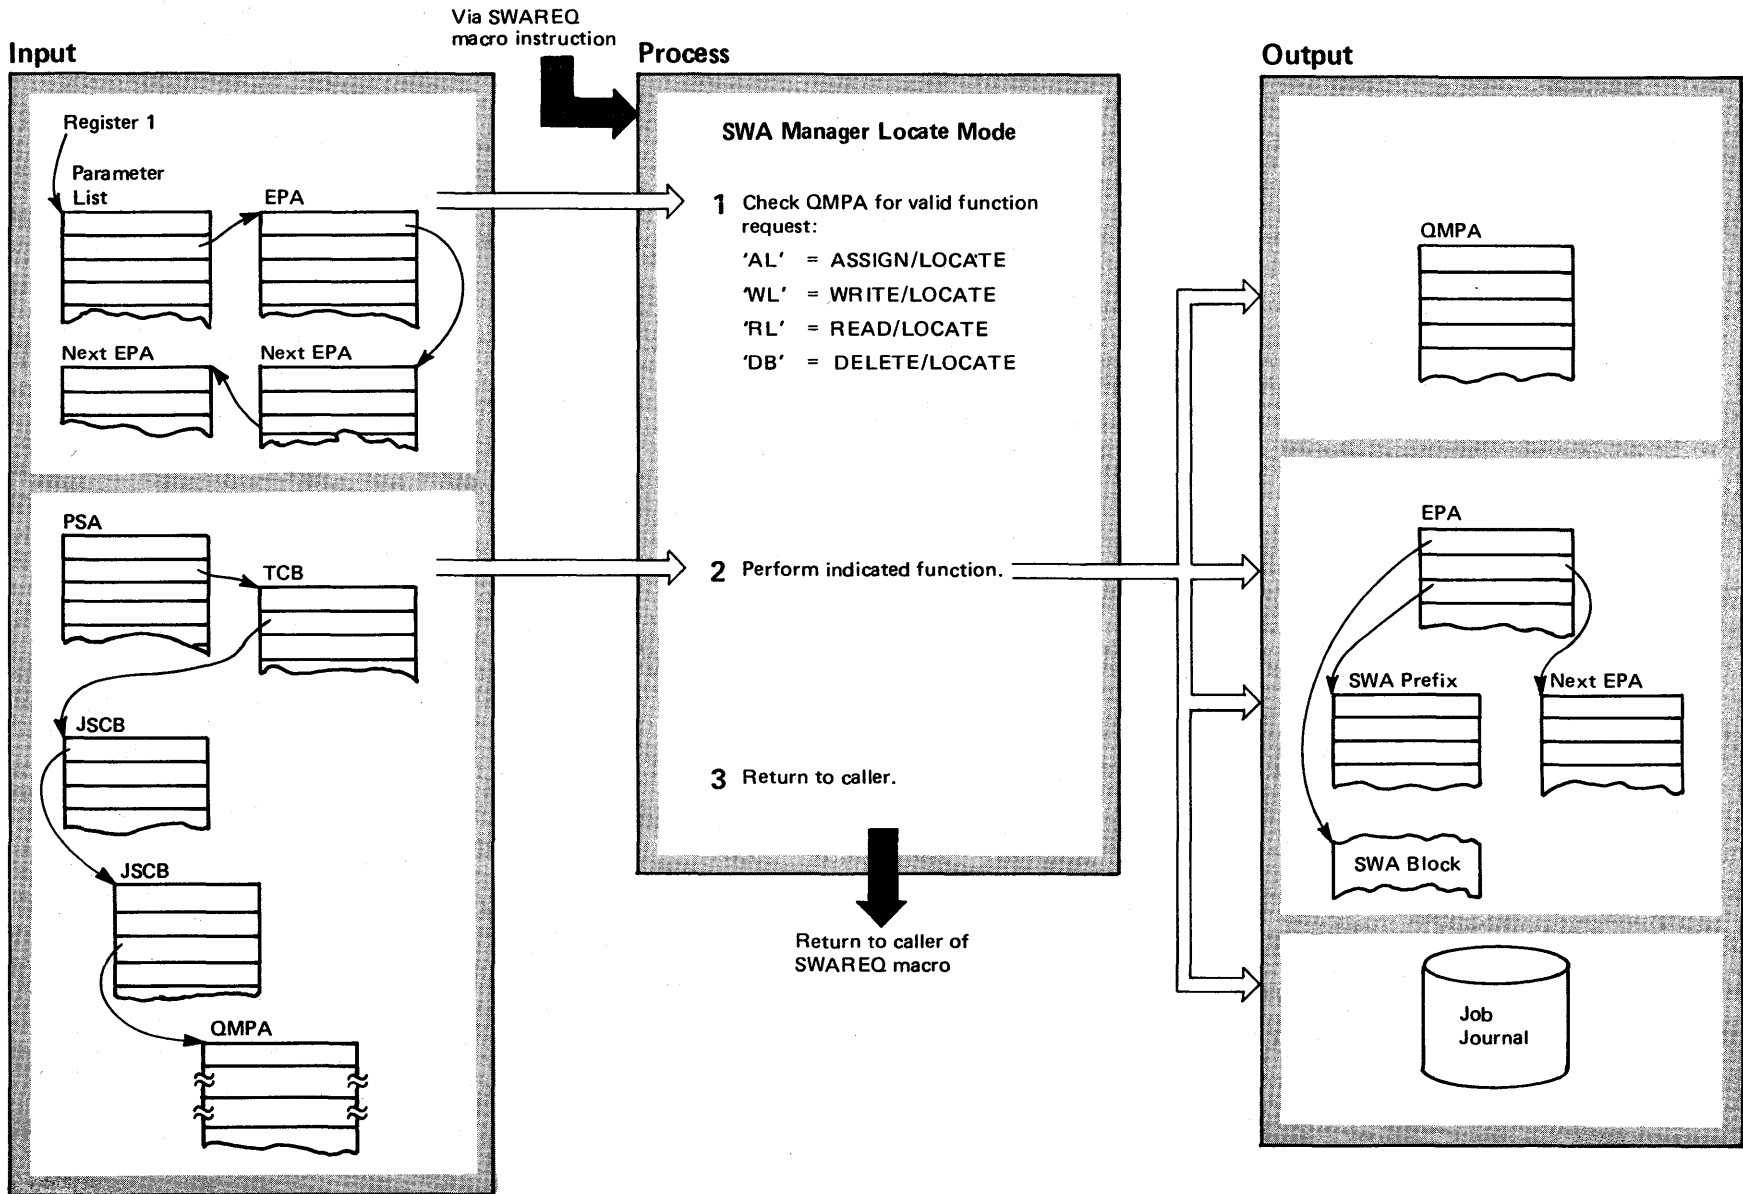 Via SWAREQ
macro instruction
Input
Process
Output
Register 1
Parameter
List
EPA
Next EPA
Next EPA
PSA
TCB
JSCB
JSCB
QMPA
SWA Manager Locate Mode
1 Check QMPA for valid function
request:
'AL' = ASSIGN/LOCATE
'WL' = WRITE/LOCATE
'RL' = READ/LOCATE
'DB' = DELETE/LOCATE
2 Perform indicated function.
3 Return to caller.
Return to caller of
SWAREQ macro
QMPA
EPA
SWA Prefix
Next EPA
SWA Block
Job
Journal